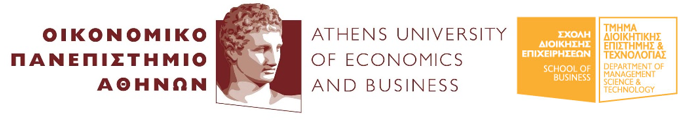 ΟΙΚΟΝΟΜΙΚΟ
ΠΑΝΕΠΙΣΤΗΜΙΟ
ΑΘΗΝΩΝ
ATHENS UNIVERSITY
OF ECONOMICS
AND BUSINESS
ΣΧΟΛΗ
ΔΙΟΙΚΗΣΗΣ
ΕΠΙΧΕΙΡΗΣΕΩΝ
SCHOOL OF
BUSINESS
ΤΜΗΜΑ
ΔΙΟΙΚΗΤΙΚΗΣ
ΕΠΙΣΤΗΜΗΣ &
ΤΕΧΝΟΛΟΓΙΑΣ
DEPARTMENT OF
MANAGEMENT
SCIENCE &
TECHNOLOGY